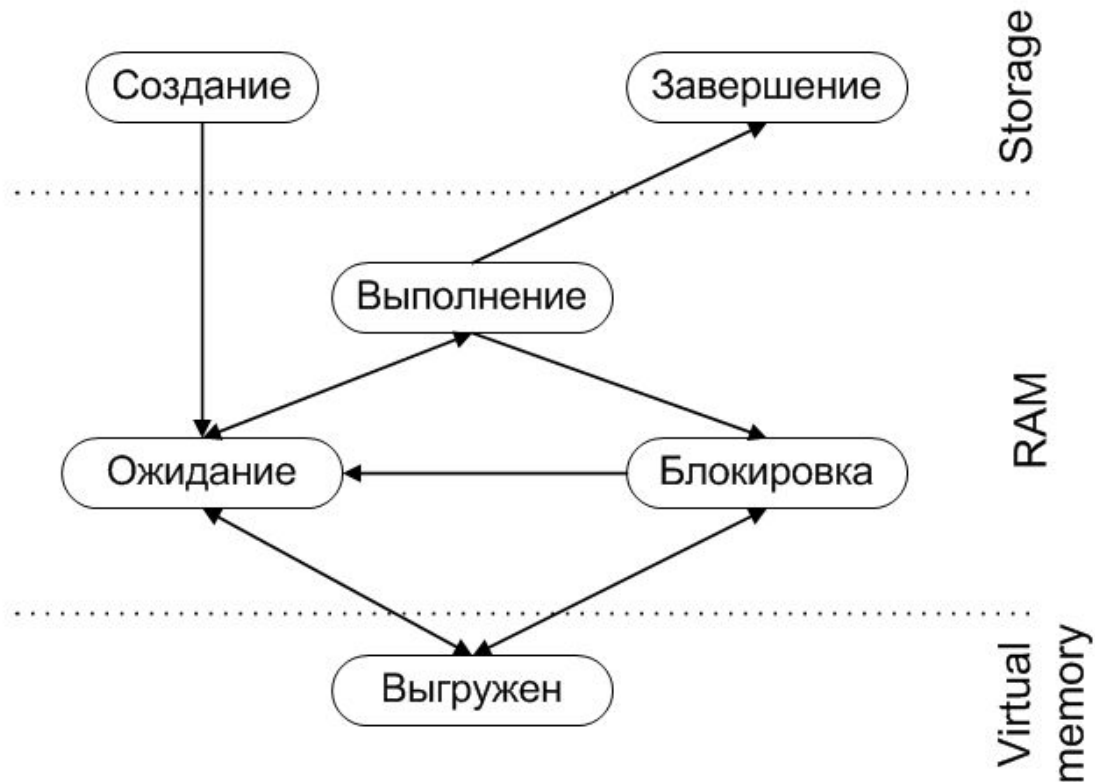 Создание
Завершение
Storage
Выполнение
RAM
Ожидание
Блокировка
Выгружен
Virtual
memory